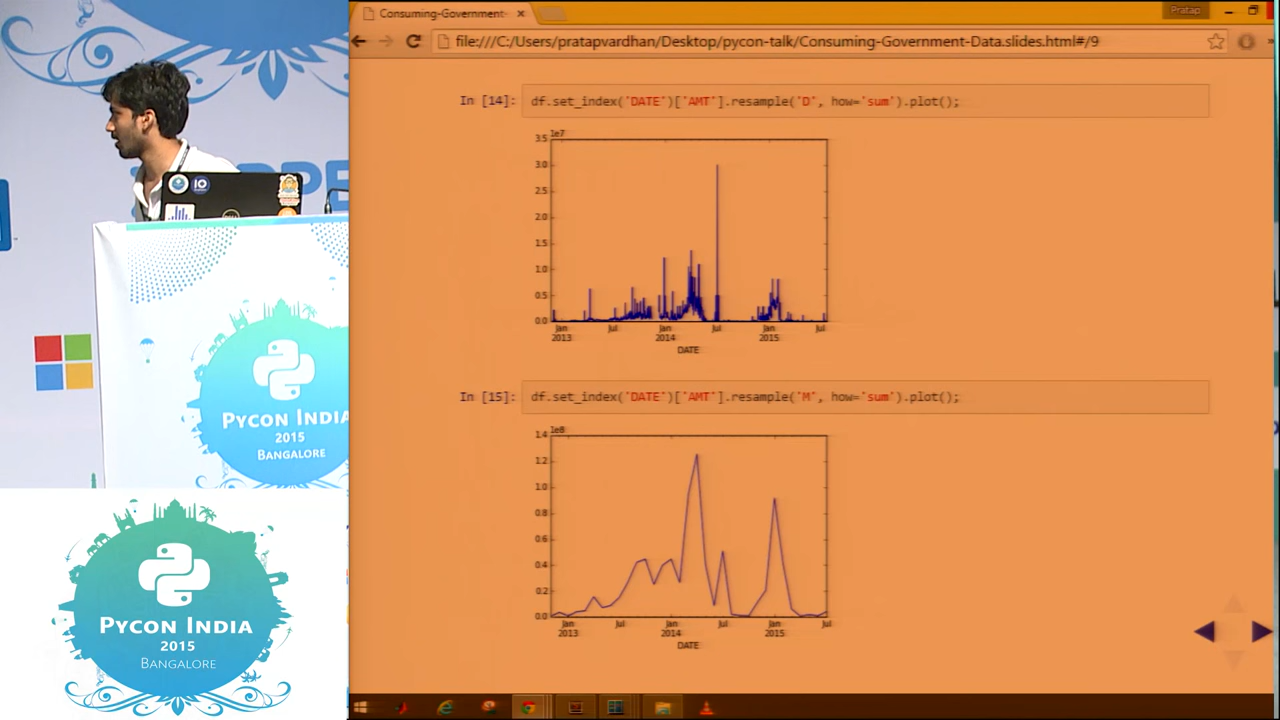 Consuming-Government-
Pratap
file:///C:/Users/pratapvardhan/Desktop/pycon-talk/Consuming-Government-Data.slides.html#/9
In [14]: df.set_index('DATE')['AMT'].resample('D', how='sum').plot();
1e7
3.5
3.0
2.5
2.0
1.5
1.0
0.5
0.0
Jan 2013
Jul
Jan 2014
Jul
Jan 2015
Jul
DATE
In [15]: df.set_index('DATE')['AMT'].resample('M', how='sum').plot();
1e8
1.4
1.2
1.0
0.8
0.6
0.4
0.2
0.0
Jan 2013
Jul
Jan 2014
Jul
Jan 2015
Jul
DATE
IO
PYCON INDIA
2015
BANGALORE
PYCON INDIA
2015
BANGALORE